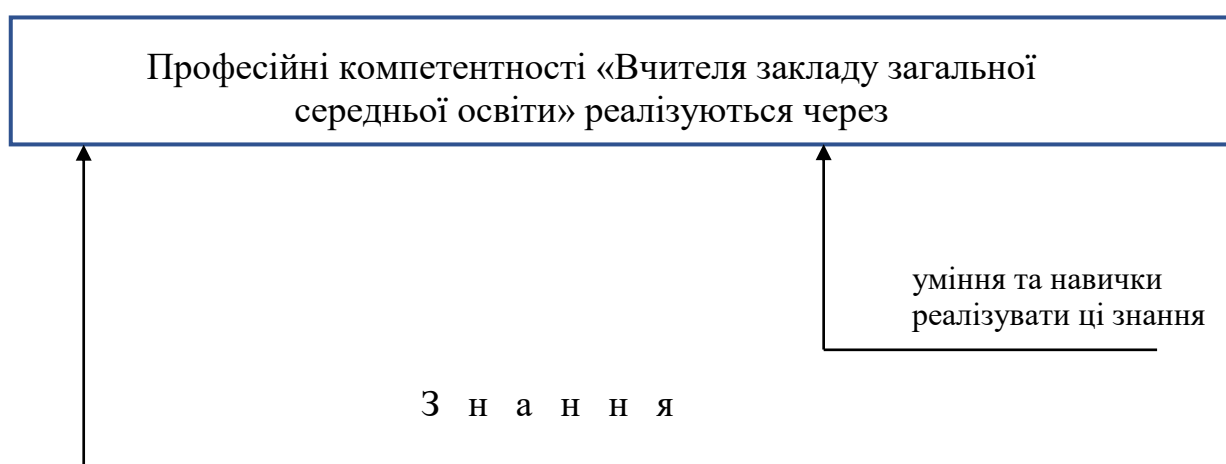 Професійні компетентності «Вчителя закладу загальної
середньої освіти» реалізуються через
уміння та навички
реалізувати ці знання
З н а н н я